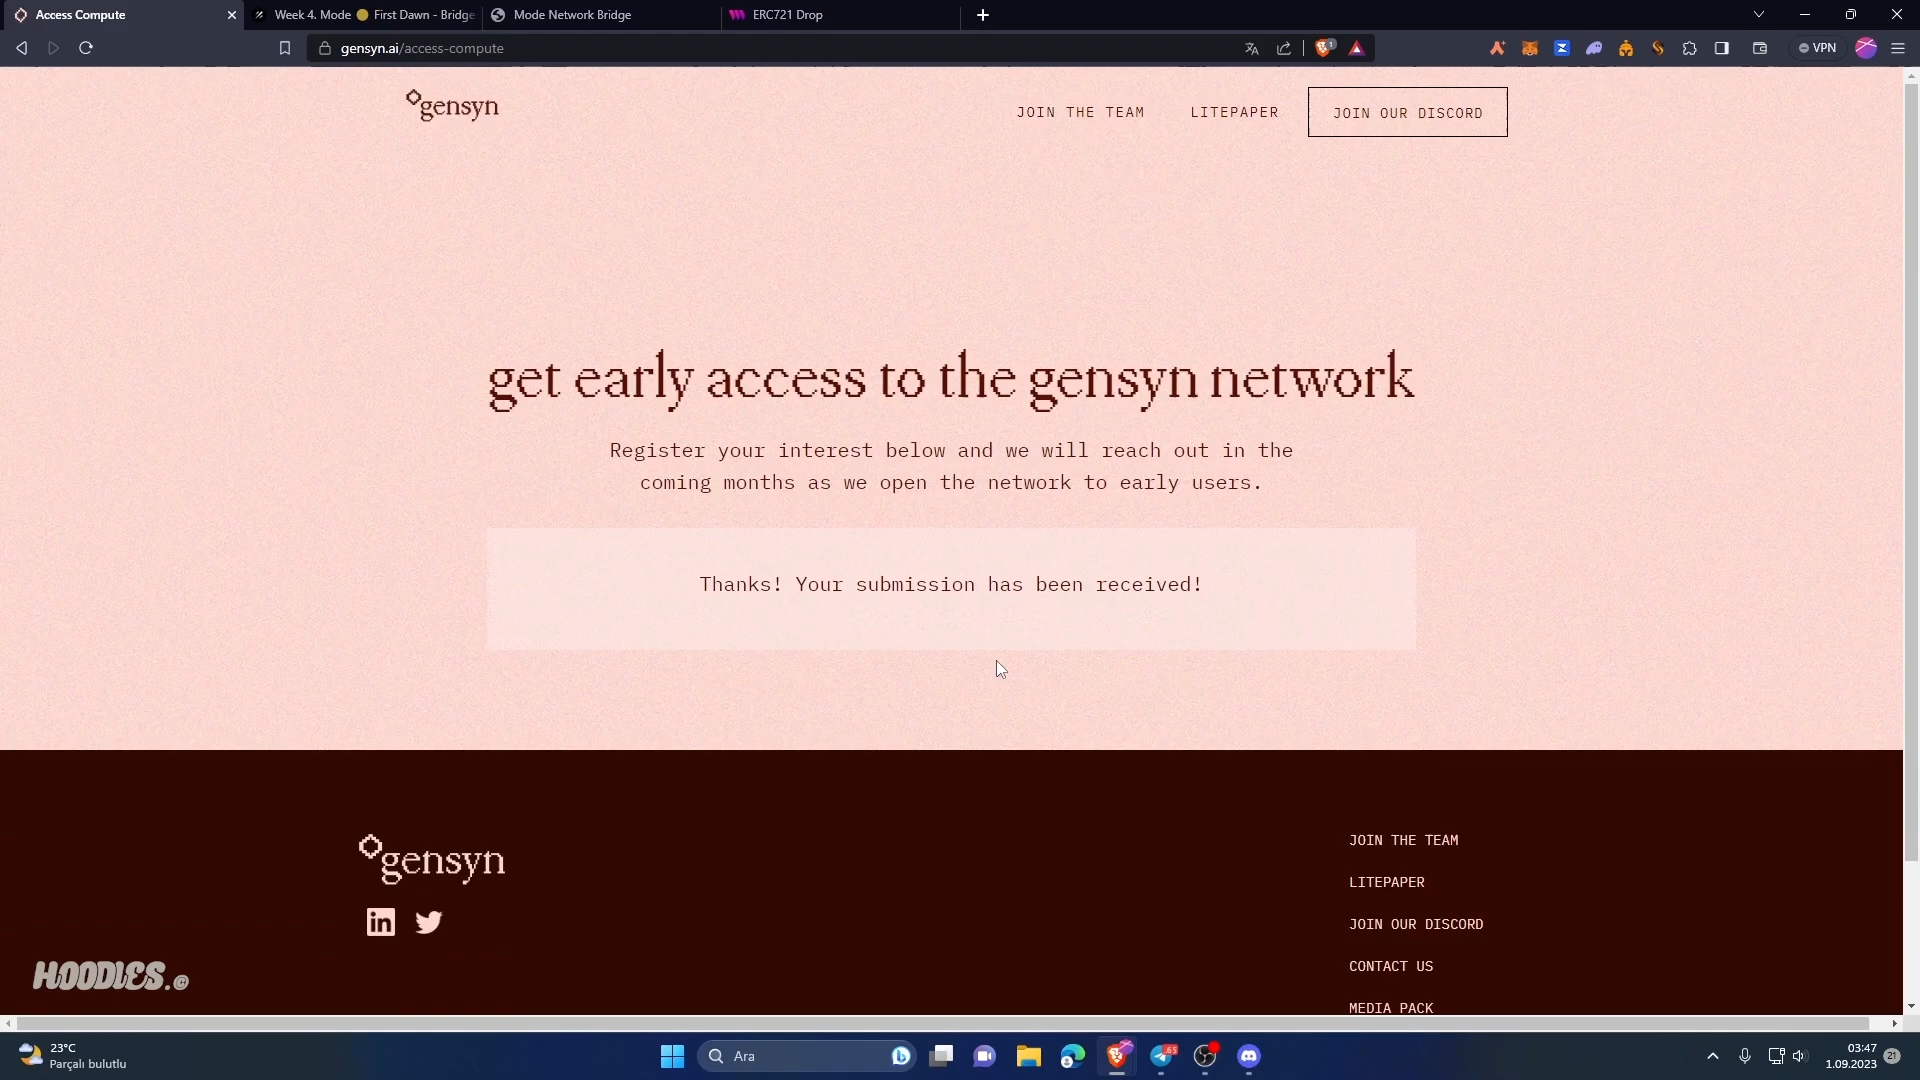 Access Compute
Week 4. Mode 🟡 First Dawn - Bridge
Mode Network Bridge
ERC721 Drop
gensyn.ai/access-compute
VPN
gensyn
JOIN THE TEAM
LITEPAPER
JOIN OUR DISCORD
get early access to the gensyn network
Register your interest below and we will reach out in the
coming months as we open the network to early users.
Thanks! Your submission has been received!
gensyn
JOIN THE TEAM
LITEPAPER
JOIN OUR DISCORD
CONTACT US
MEDIA PACK
HOODLES.©
23°C
Parçalı bulutlu
Ara
65
03:47
1.09.2023
21